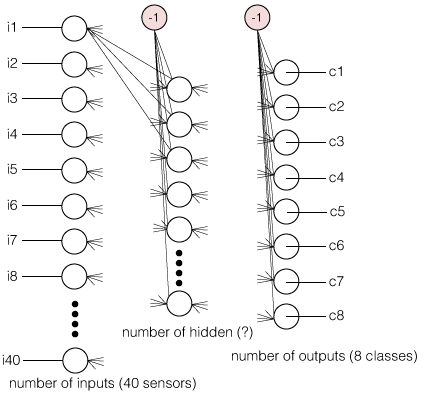 -1
-1
i1
i2
i3
i4
i5
i6
i7
i8
i40
c1
c2
c3
c4
c5
c6
c7
c8
number of hidden (?)
number of outputs (8 classes)
number of inputs (40 sensors)